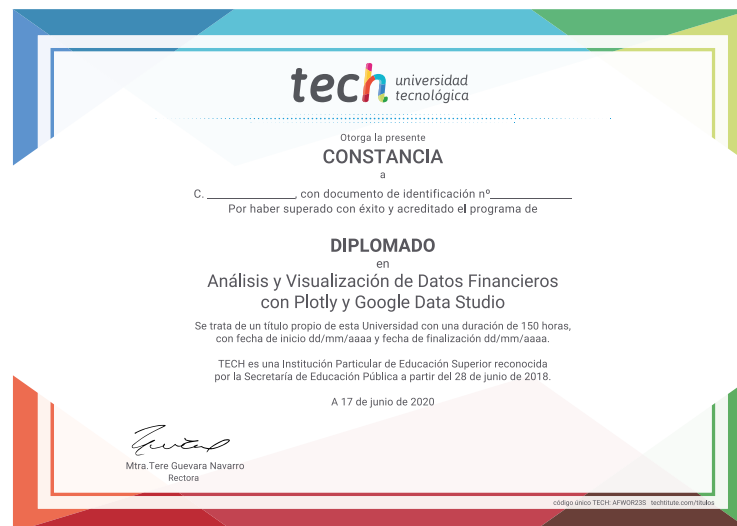 tech universidad
tecnológica
Otorga la presente
CONSTANCIA
a
C. ________________, con documento de identificación nº______________
Por haber superado con éxito y acreditado el programa de
DIPLOMADO
en
Análisis y Visualización de Datos Financieros
con Plotly y Google Data Studio
Se trata de un título propio de esta Universidad con una duración de 150 horas,
con fecha de inicio dd/mm/aaaa y fecha de finalización dd/mm/aaaa.
TECH es una Institución Particular de Educación Superior reconocida
por la Secretaría de Educación Pública a partir del 28 de junio de 2018.
A 17 de junio de 2020
Mtra.Tere Guevara Navarro
Rectora
código único TECH: AFWOR23S techtitute.com/titulos